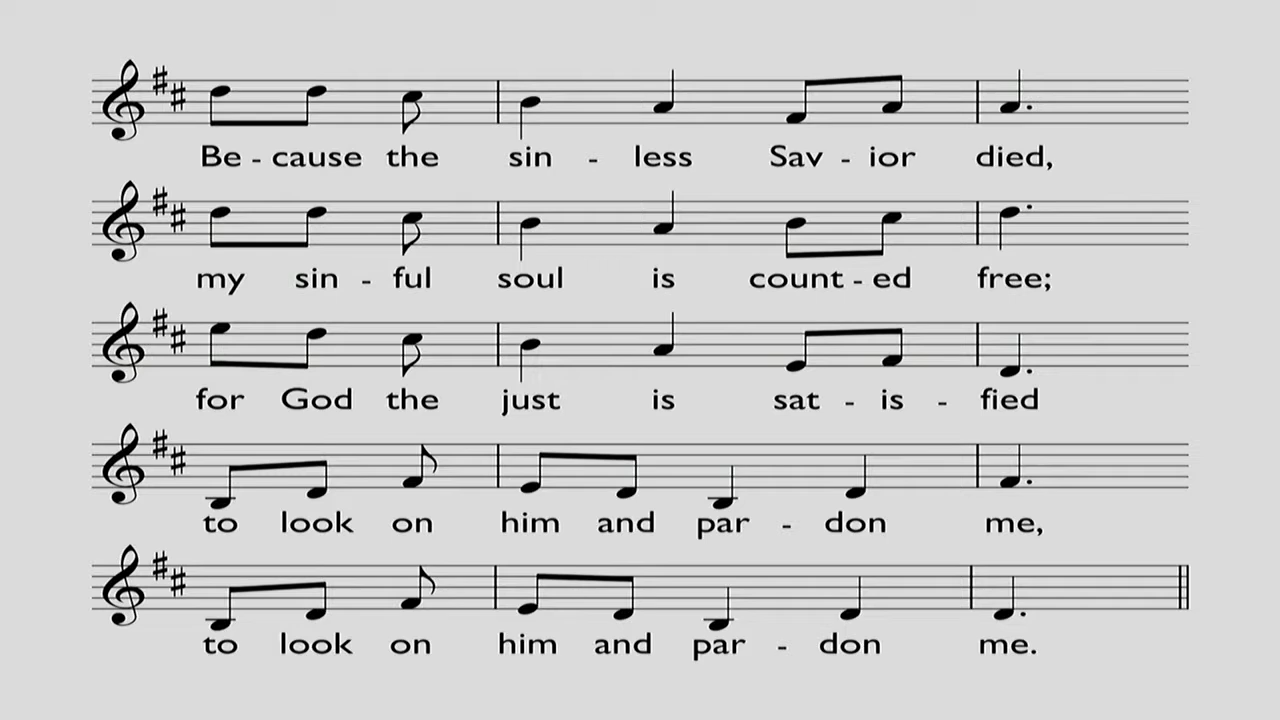 Be - cause the sin - less Sav - ior died,
my sin - ful soul is count - ed free;
for God the just is sat - is - fied
to look on him and par - don me,
to look on him and par - don me.